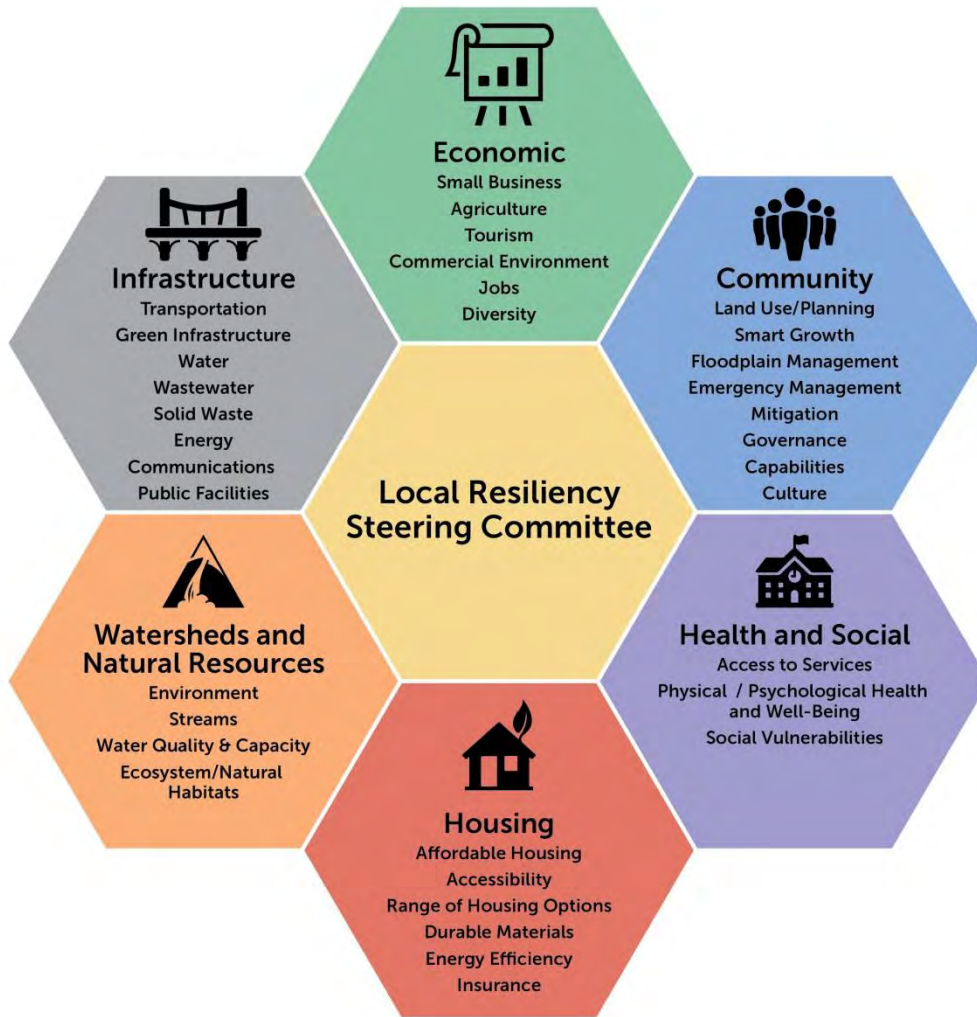 Economic
Small Business
Agriculture
Tourism
Commercial Environment
Jobs
Diversity
Infrastructure
Transportation
Green Infrastructure
Water
Wastewater
Solid Waste
Energy
Communications
Public Facilities
Community
Land Use/Planning
Smart Growth
Floodplain Management
Emergency Management
Mitigation
Governance
Capabilities
Culture
Local Resiliency
Steering Committee
Watersheds and
Natural Resources
Environment
Streams
Water Quality & Capacity
Ecosystem/Natural
Habitats
Health and Social
Access to Services
Physical / Psychological Health
and Well-Being
Social Vulnerabilities
Housing
Affordable Housing
Accessibility
Range of Housing Options
Durable Materials
Energy Efficiency
Insurance